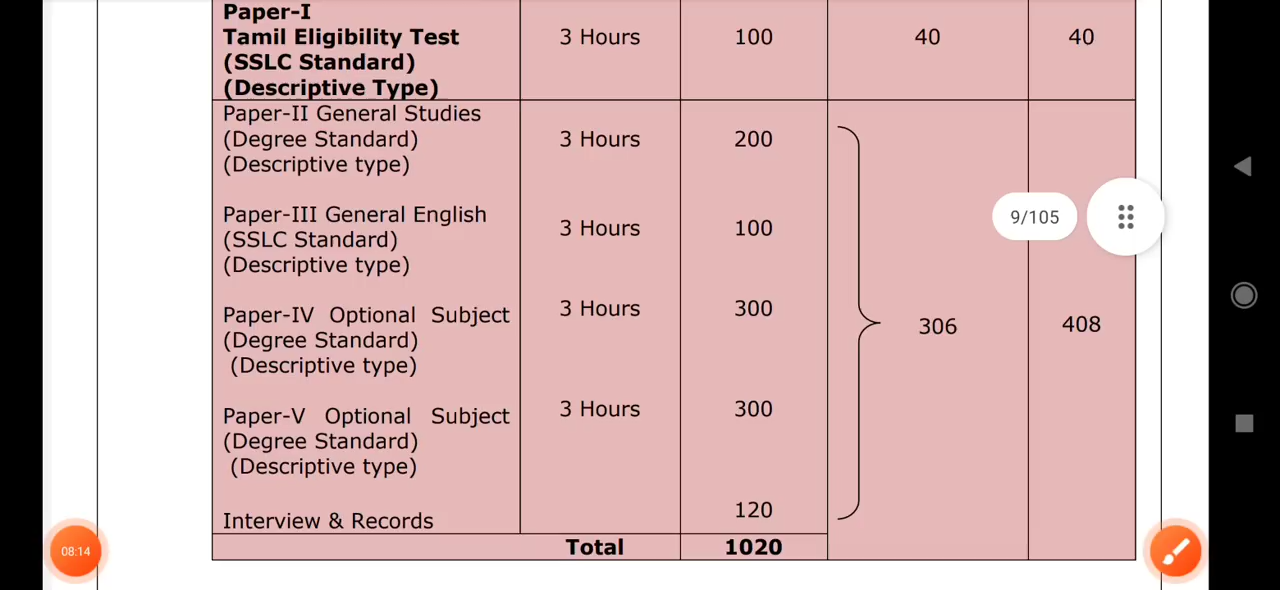 Paper-I
Tamil Eligibility Test
(SSLC Standard)
(Descriptive Type)
3 Hours
100
40
40
Paper-II General Studies
(Degree Standard)
(Descriptive type)
3 Hours
200
Paper-III General English
(SSLC Standard)
(Descriptive type)
3 Hours
100
Paper-IV Optional Subject
(Degree Standard)
(Descriptive type)
3 Hours
300
Paper-V Optional Subject
(Degree Standard)
(Descriptive type)
3 Hours
300
Interview & Records
120
306
408
Total
1020
9/105
08:14